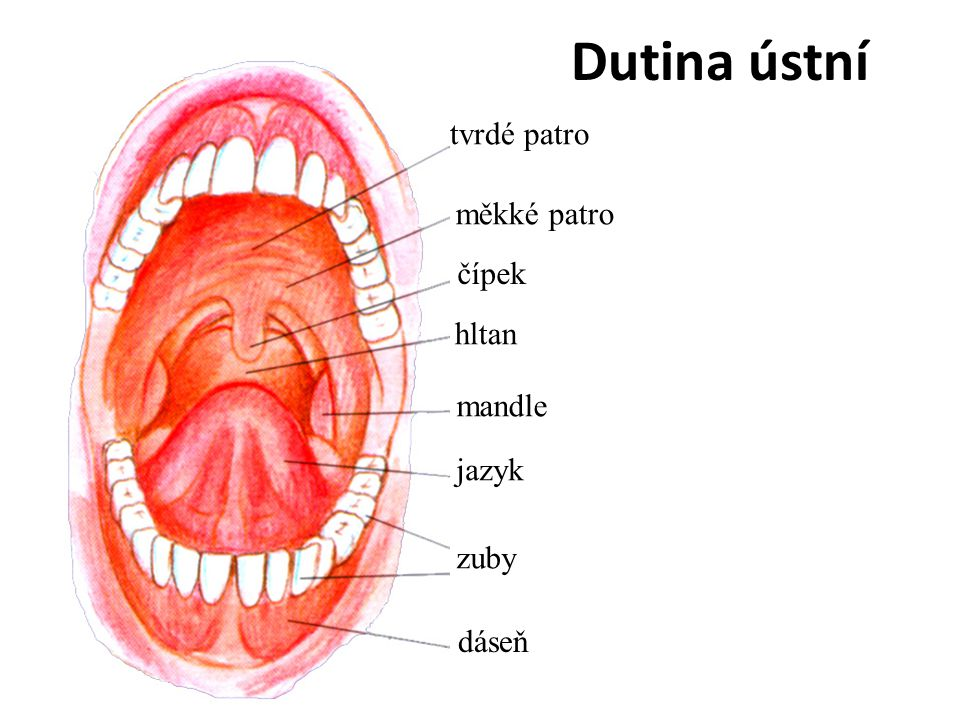 Dutina ústní
tvrdé patro
měkké patro
čípek
hltan
mandle
jazyk
zuby
dáseň